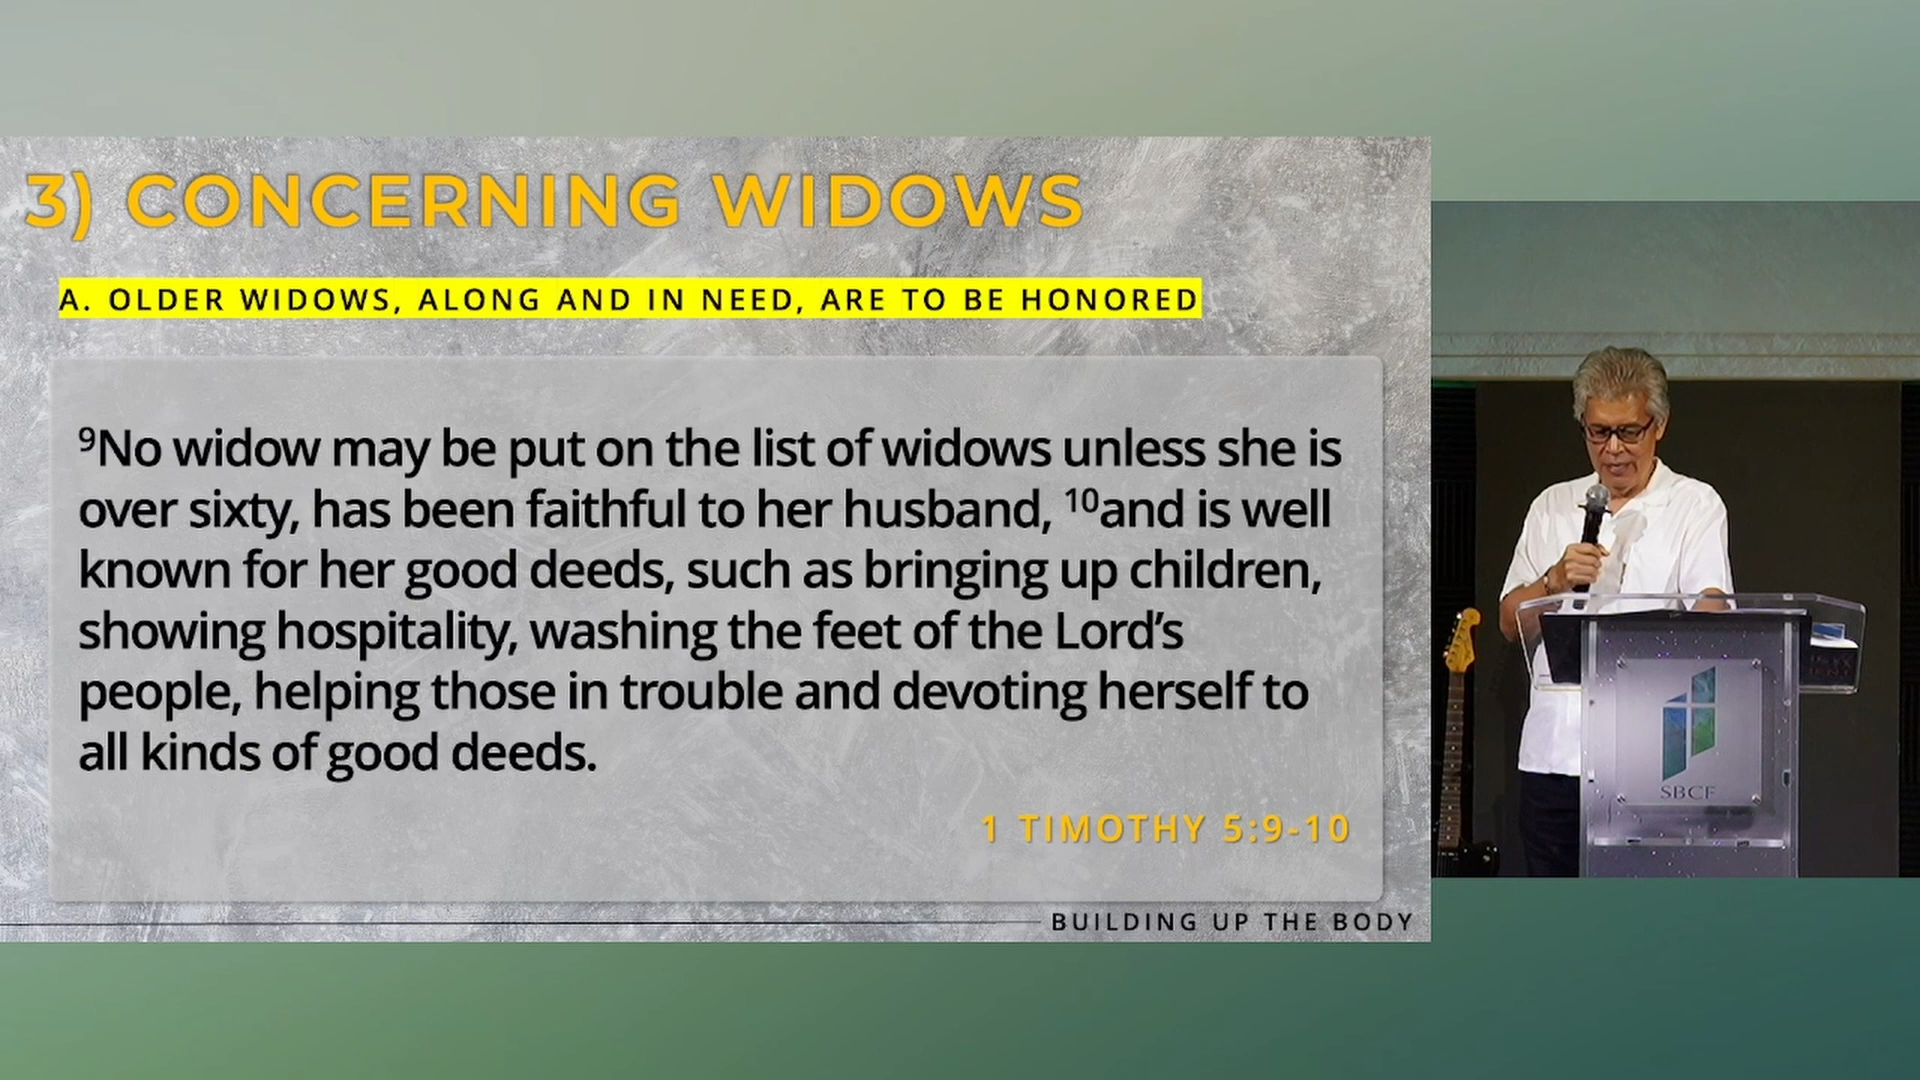 3) CONCERNING WIDOWS
A. OLDER WIDOWS, ALONG AND IN NEED, ARE TO BE HONORED
⁹No widow may be put on the list of widows unless she is
over sixty, has been faithful to her husband, ¹⁰and is well
known for her good deeds, such as bringing up children,
showing hospitality, washing the feet of the Lord’s
people, helping those in trouble and devoting herself to
all kinds of good deeds.
1 TIMOTHY 5:9-10
BUILDING UP THE BODY
SBCF